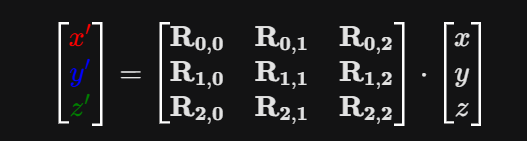 [x′] [R0,0 R0,1 R0,2] [x]
[y′] = [R1,0 R1,1 R1,2] · [y]
[z′] [R2,0 R2,1 R2,2] [z]